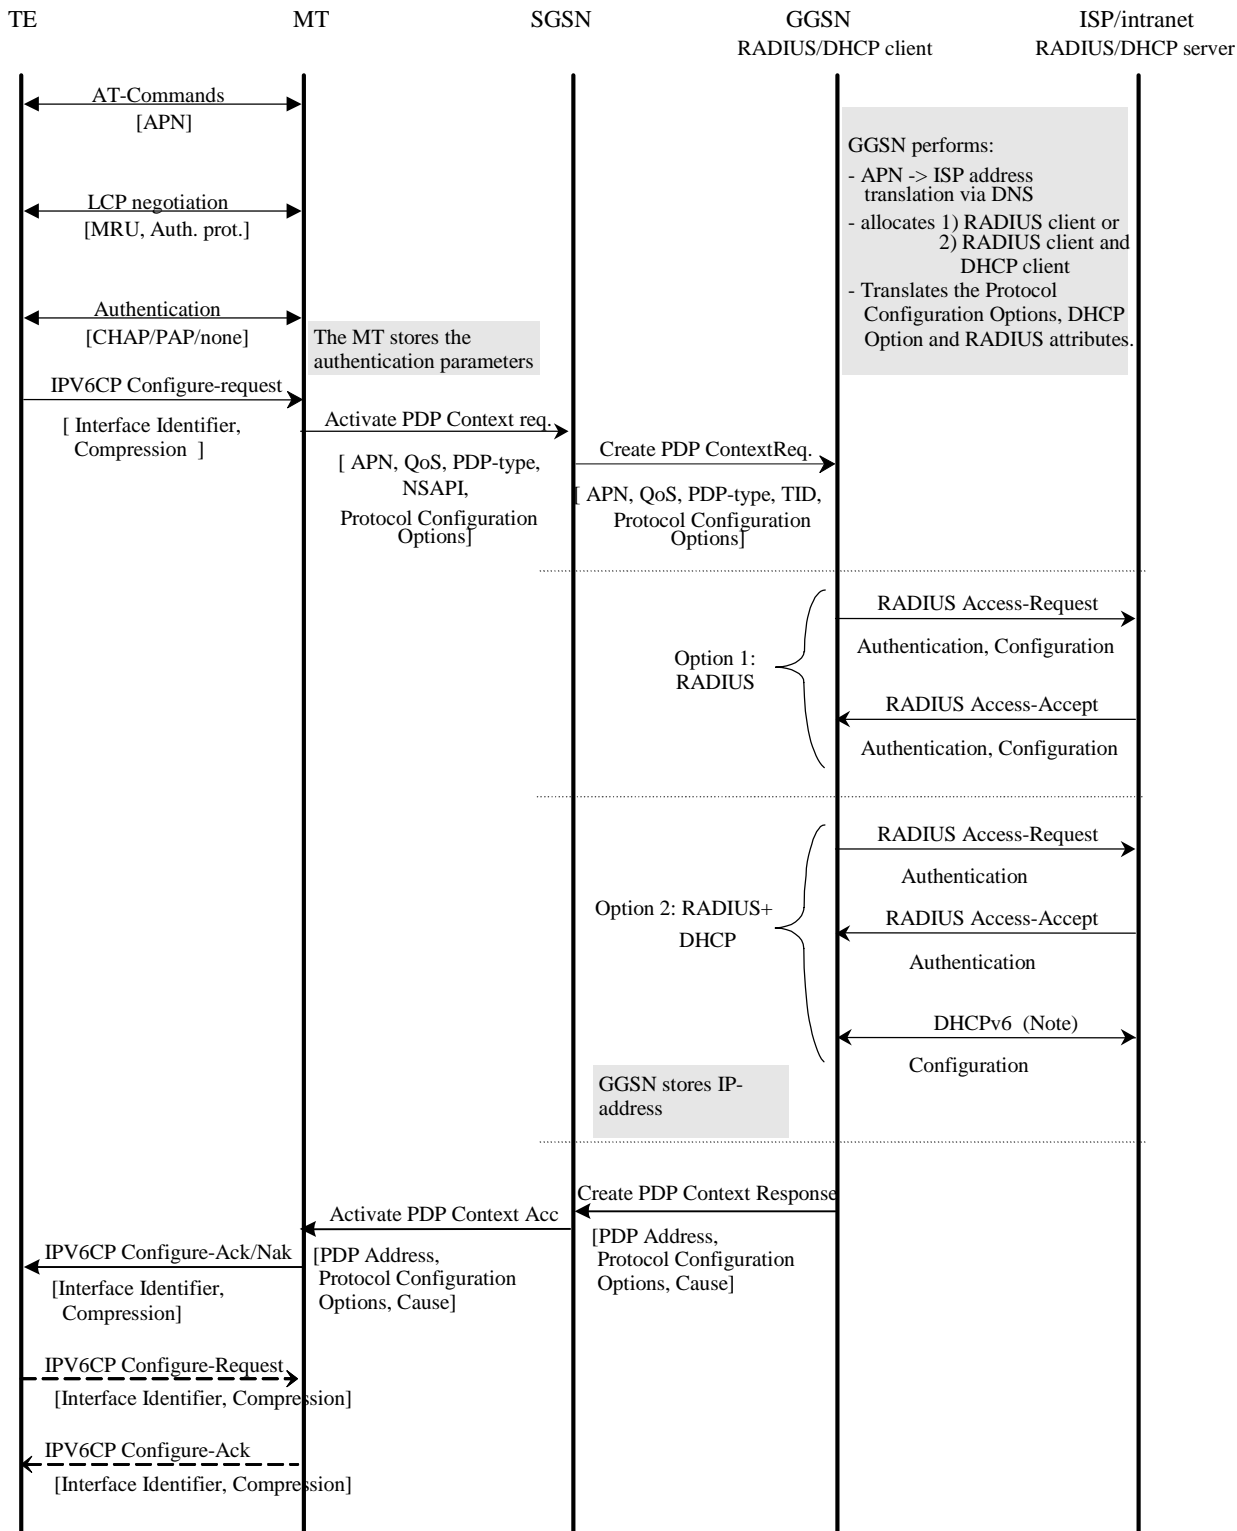 TE
MT
SGSN
GGSN
ISP/intranet
RADIUS/DHCP client
RADIUS/DHCP server
AT-Commands
[APN]
GGSN performs:
- APN -> ISP address
translation via DNS
- allocates 1) RADIUS client or
2) RADIUS client and
DHCP client
- Translates the Protocol
Configuration Options, DHCP
Option and RADIUS attributes.
LCP negotiation
[MRU, Auth. prot.]
Authentication
[CHAP/PAP/none]
The MT stores the
authentication parameters
IPV6CP Configure-request
[ Interface Identifier,
Compression ]
Activate PDP Context req.
[ APN, QoS, PDP-type,
NSAPI,
Protocol Configuration
Options]
Create PDP ContextReq.
[ APN, QoS, PDP-type, TID,
Protocol Configuration
Options]
RADIUS Access-Request
Authentication, Configuration
Option 1:
RADIUS
RADIUS Access-Accept
Authentication, Configuration
RADIUS Access-Request
Authentication
Option 2: RADIUS+
DHCP
RADIUS Access-Accept
Authentication
DHCPv6 (Note)
Configuration
GGSN stores IP-
address
Create PDP Context Response
[PDP Address,
Protocol Configuration
Options, Cause]
Activate PDP Context Acc
[PDP Address,
Protocol Configuration
Options, Cause]
IPV6CP Configure-Ack/Nak
[Interface Identifier,
Compression]
IPV6CP Configure-Request
[Interface Identifier, Compression]
IPV6CP Configure-Ack
[Interface Identifier, Compression]